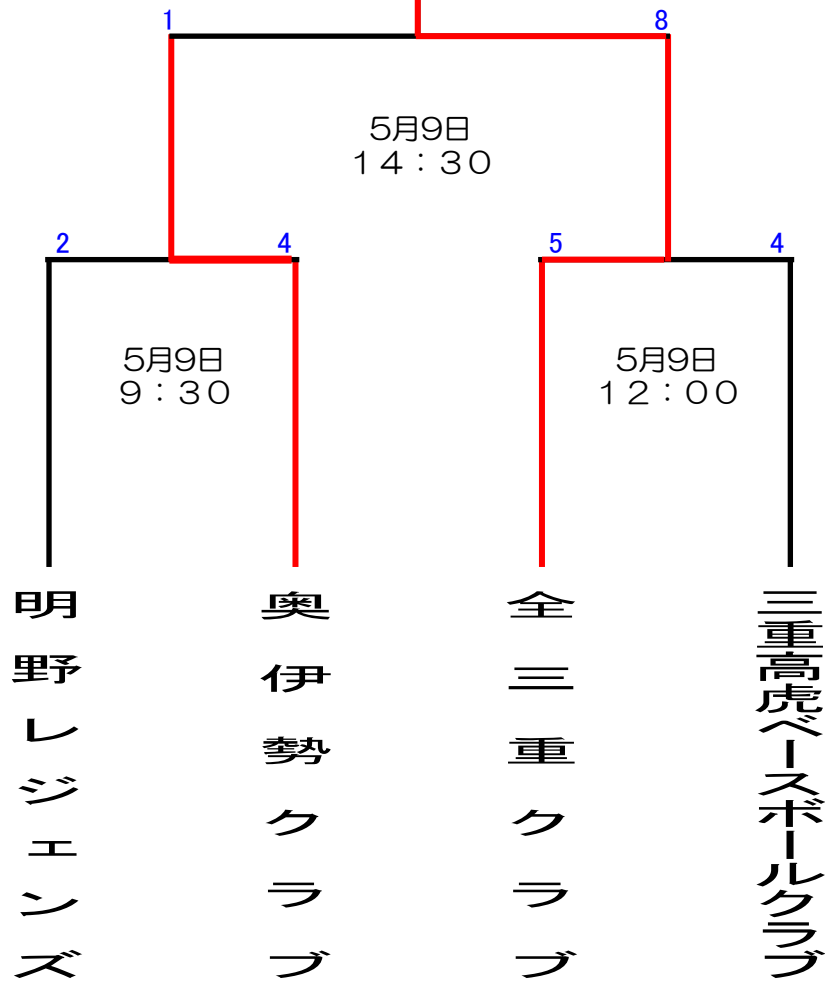 1
8
5月9日
14:30
2
4
5
4
5月9日
9:30
5月9日
12:00
明野レジェンズ
奥伊勢クラブ
全三重クラブ
三重高虎ベースボールクラブ